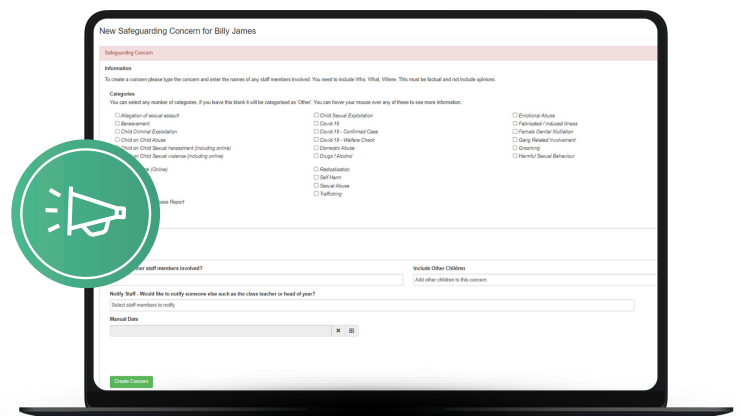 New Safeguarding Concern for Billy James
Safeguarding Concern
Information
To create a concern please type the concern and enter the names of any staff members involved. You need to include Who, What, Where. This must be factual and not include opinions.
Categories
You can select any number of categories, if you leave this blank it will be categorised as 'Other'. You can hover your mouse over any of these to see more information.
Allegation of sexual assault
Child Sexual Exploitation
Emotional Abuse
Bereavement
Covid-19
Fabricated / Induced Illness
Child Criminal Exploitation
Covid-19 - Confirmed Case
Female Genital Mutilation
Child on Child Abuse
Covid-19 - Welfare Check
Gang Related Involvement
Child on Child Sexual harassment (including online)
Domestic Abuse
Grooming
on Child Sexual violence (including online)
Drugs / Alcohol
Harmful Sexual Behaviour
(Online)
Radicalisation
Self Harm
Sexual Abuse
Trafficking
Report
staff members involved?
Include Other Children
Add other children to this concern
Notify Staff - Would like to notify someone else such as the class teacher or head of year?
Select staff members to notify
Manual Date
Create Concern